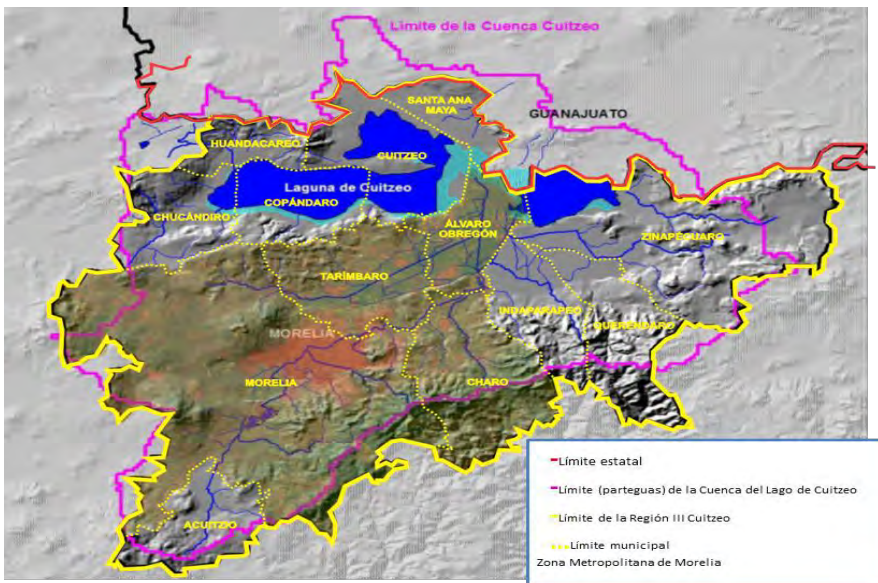 Límite de la Cuenca Cuitzeo
SANTA ANA
MAYA
GUANAJUATO
HUANDACAREO
CUITZEO
Laguna de Cuitzeo
COPÁNDARO
CHUCÁNDIRO
ÁLVARO
OBREGÓN
ZINAPÉCUARO
TARÍMBARO
INDAPARAPEO
QUERÉNDARO
MORELIA
MORELIA
CHARO
ACUITZIO
Límite estatal
Límite (parteguas) de la Cuenca del Lago de Cuitzeo
Límite de la Región III Cuitzeo
Límite municipal
Zona Metropolitana de Morelia